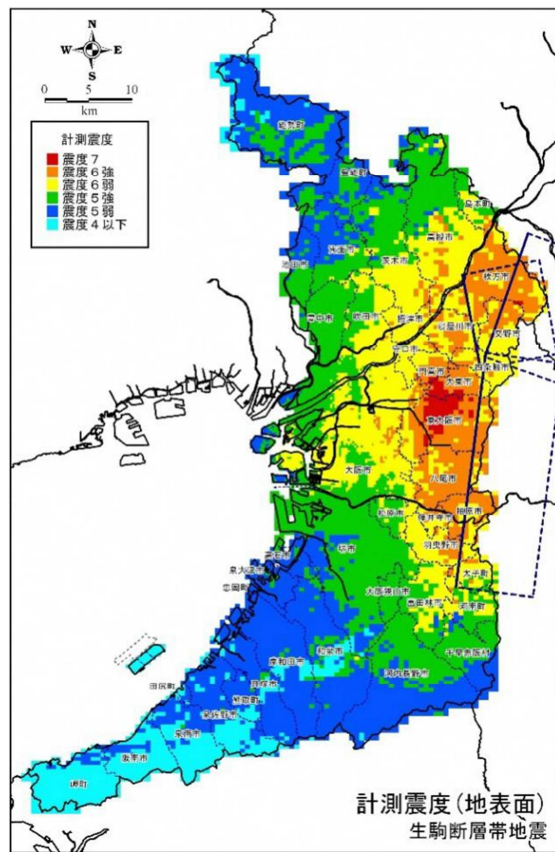 N
W E
S
0 5 10
km
計測震度
震度7
震度6強
震度6弱
震度5強
震度5弱
震度4以下
能勢町
豊能町
島本町
高槻市
箕面市
茨木市
池田市
枚方市
豊中市
吹田市
摂津市
寝屋川市
交野市
守口市
門真市
四条畷市
大東市
東大阪市
大阪市
八尾市
松原市
藤井寺市
柏原市
羽曳野市
堺市
高石市
泉大津市
忠岡町
太子町
大阪狭山市
富田林市
河南町
千早赤阪村
和泉市
岸和田市
河内長野市
貝塚市
田尻町
熊取町
泉佐野市
泉南市
阪南市
岬町
計測震度(地表面)
生駒断層帯地震